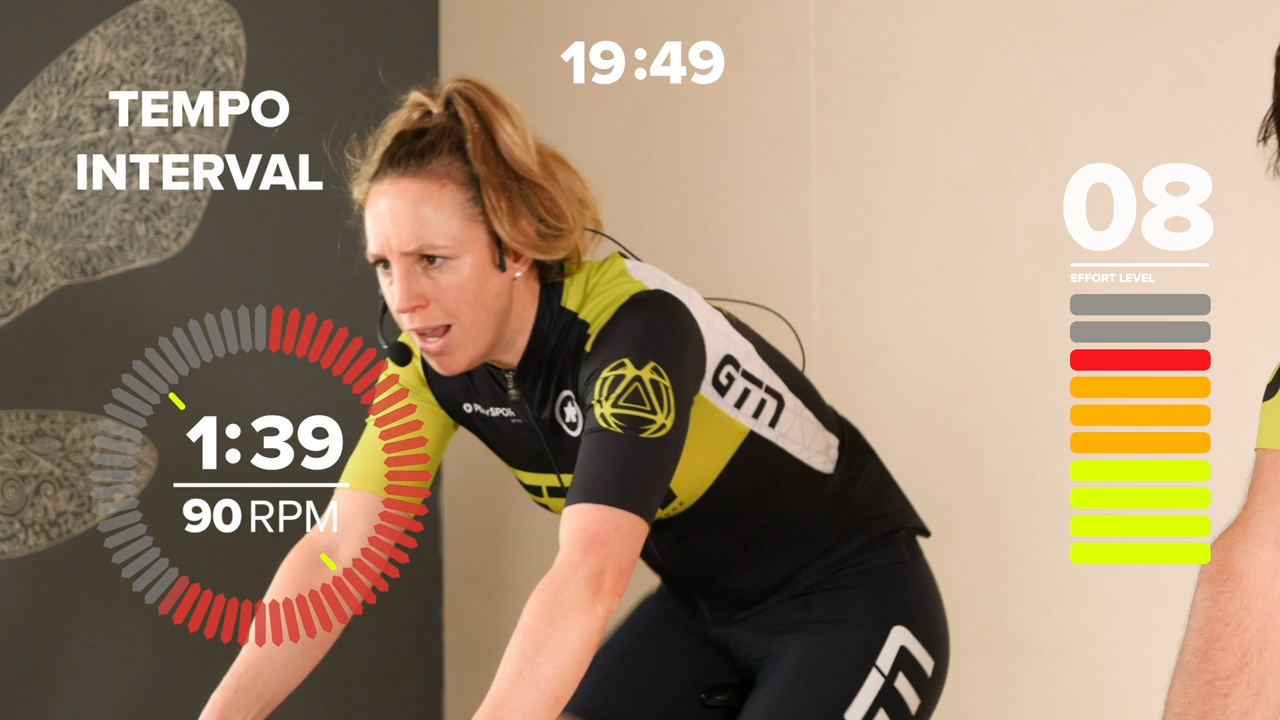 19:49
TEMPO
INTERVAL
08
EFFORT LEVEL
1:39
90 RPM
GTN